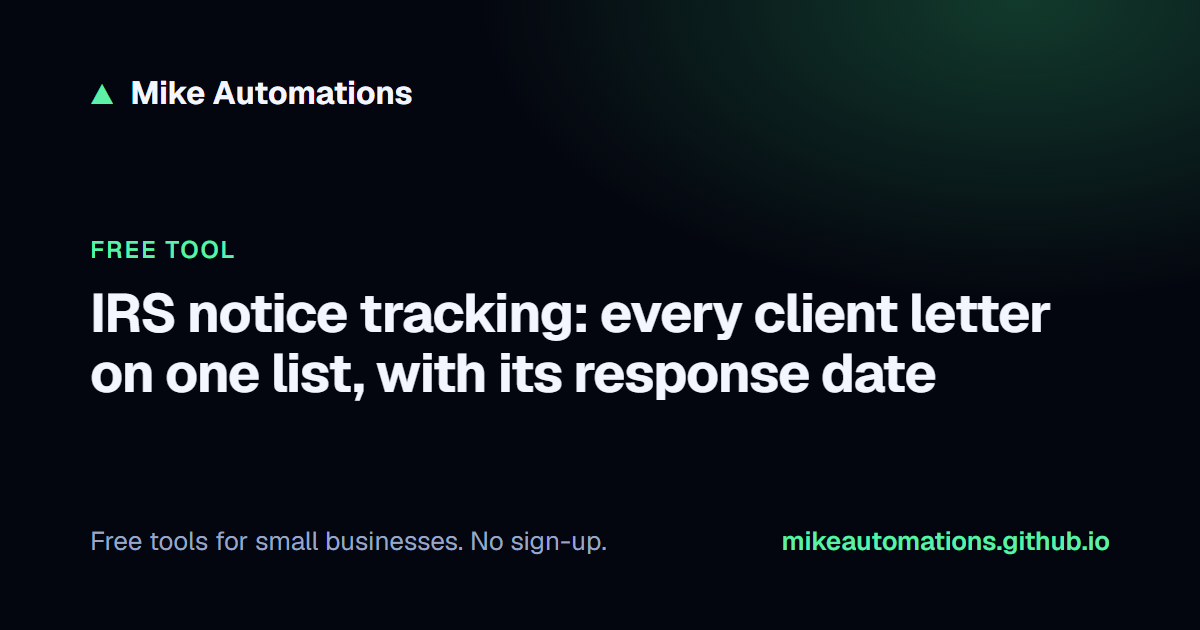 Mike Automations
FREE TOOL
IRS notice tracking: every client letter
on one list, with its response date
Free tools for small businesses. No sign-up.
mikeautomations.github.io